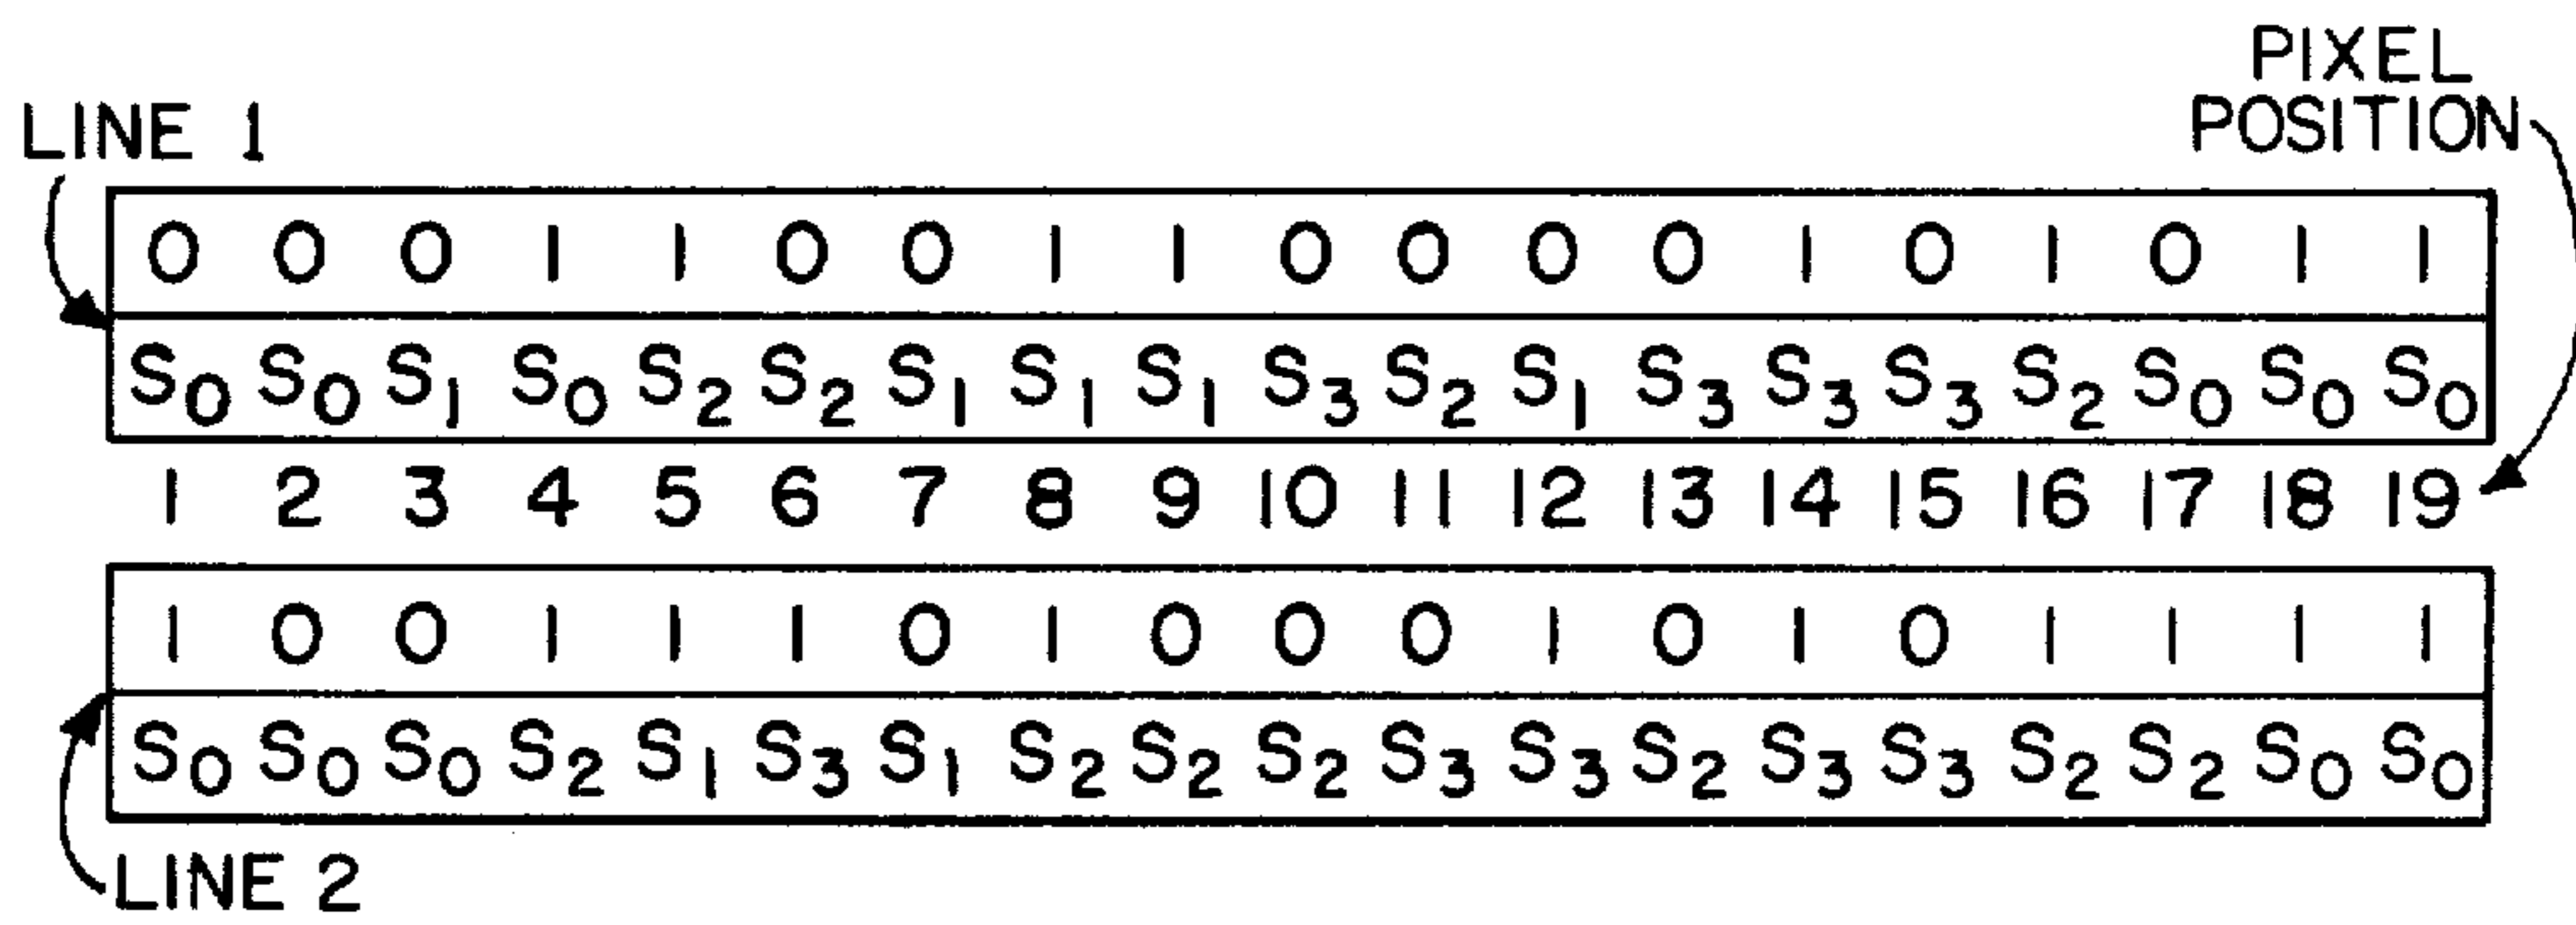 PIXEL
POSITION
LINE 1
0 0 0 1 1 0 0 1 1 0 0 0 0 1 0 1 0 1 1
S0 S0 S1 S0 S2 S2 S1 S1 S1 S3 S2 S1 S3 S3 S3 S2 S0 S0 S0
1 2 3 4 5 6 7 8 9 10 11 12 13 14 15 16 17 18 19
1 0 0 1 1 1 0 1 0 0 0 1 0 1 0 1 1 1 1
S0 S0 S0 S2 S1 S3 S1 S2 S2 S2 S3 S3 S2 S3 S3 S2 S2 S0 S0
LINE 2